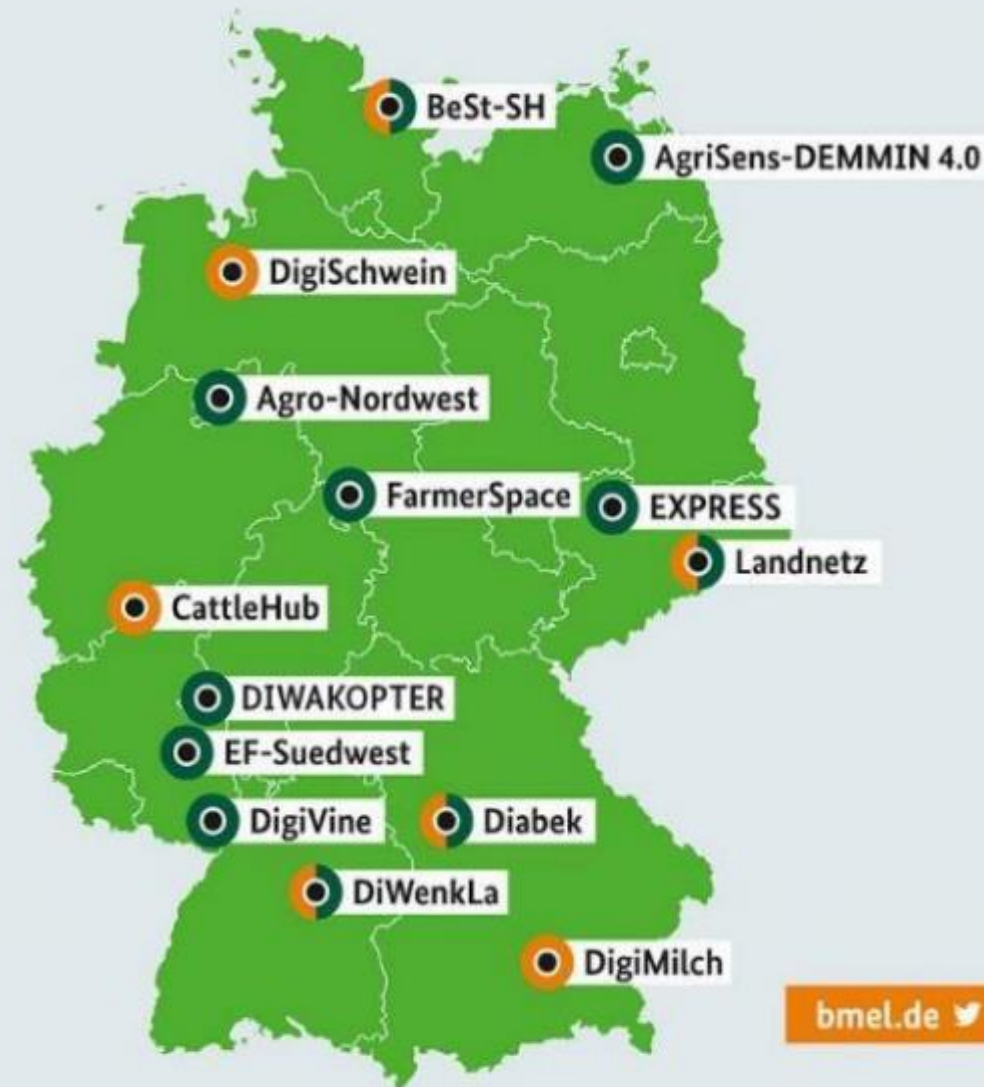 BeSt-SH
AgriSens-DEMMIN 4.0
DigiSchwein
Agro-Nordwest
FarmerSpace
EXPRESS
Landnetz
CattleHub
DIWAKOPTER
EF-Suedwest
DigiVine
Diabek
DiWenkLa
DigiMilch
bmel.de